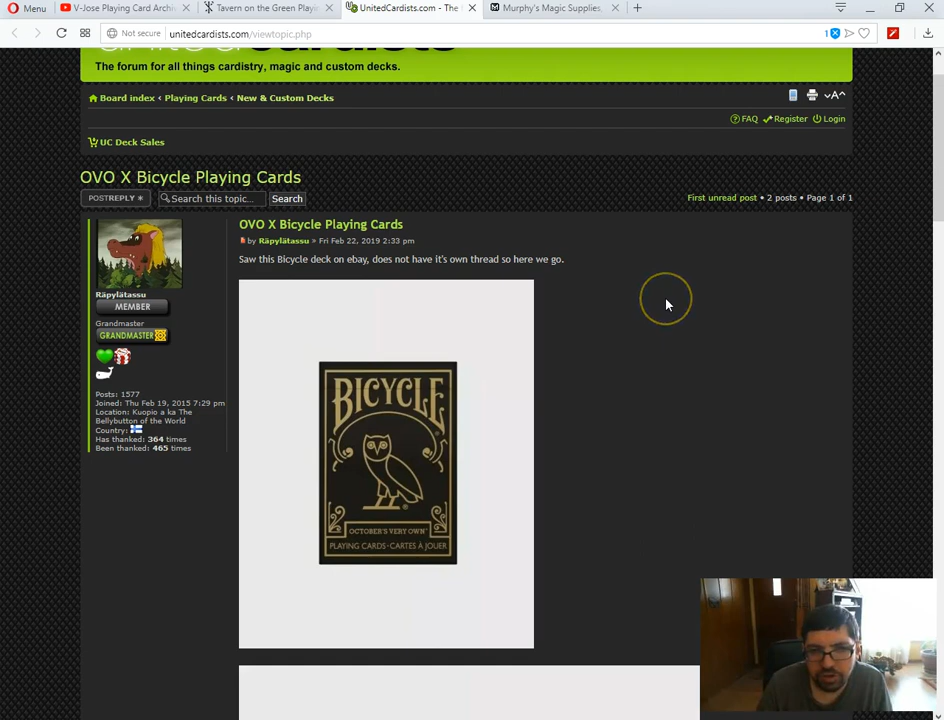 Menu
V-Jose Playing Card Archi
Tavern on the Green Playin
UnitedCardists.com - The
Murphy's Magic Supplies,
Not secure
unitedcardists.com/viewtopic.php
1
The forum for all things cardistry, magic and custom decks.
Board index ‹ Playing Cards ‹ New & Custom Decks
FAQ Register Login
UC Deck Sales
OVO X Bicycle Playing Cards
POSTREPLY
Search this topic...
Search
First unread post • 2 posts • Page 1 of 1
OVO X Bicycle Playing Cards
by Räpylätassu » Fri Feb 22, 2019 2:33 pm
Saw this Bicycle deck on ebay, does not have it's own thread so here we go.
Räpylätassu
MEMBER
Grandmaster
GRANDMASTER
Posts: 1577
Joined: Thu Feb 19, 2015 7:29 pm
Location: Kuopio a ka The
Bellybutton of the World
Country:
Has thanked: 364 times
Been thanked: 465 times
BICYCLE
OCTOBER'S VERY OWN
PLAYING CARDS•CARTES À JOUER